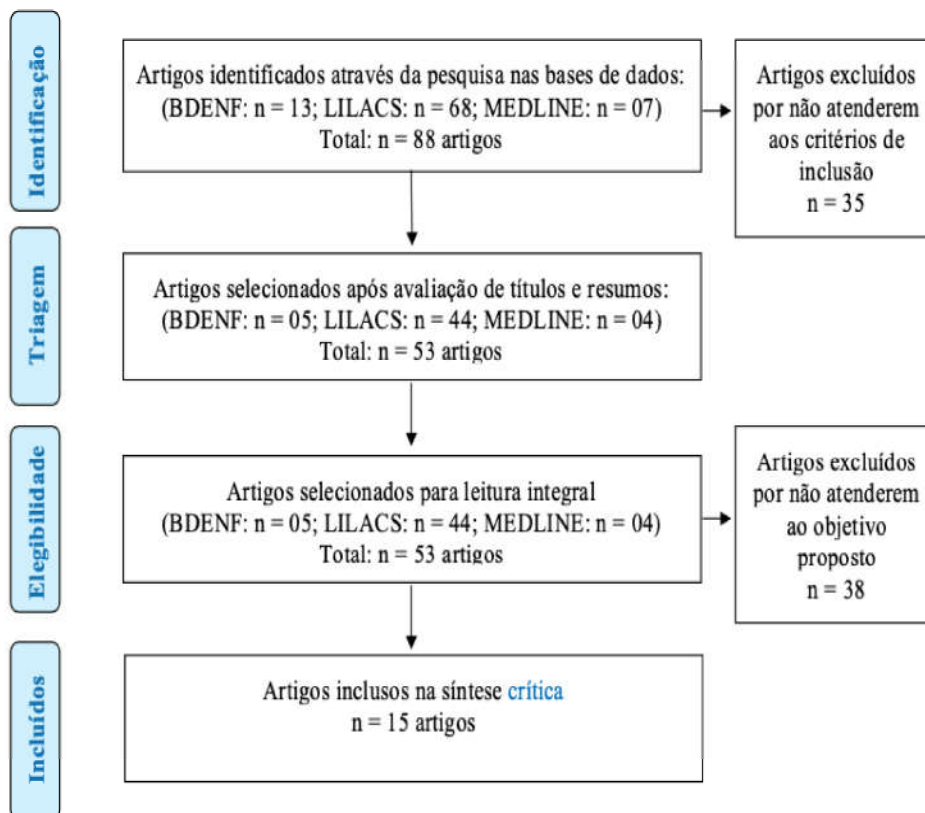 Identificação
Artigos identificados através da pesquisa nas bases de dados:
(BDENF: n = 13; LILACS: n = 68; MEDLINE: n = 07)
Total: n = 88 artigos
Artigos excluídos
por não atenderem
aos critérios de
inclusão
n = 35
Triagem
Artigos selecionados após avaliação de títulos e resumos:
(BDENF: n = 05; LILACS: n = 44; MEDLINE: n = 04)
Total: n = 53 artigos
Elegibilidade
Artigos selecionados para leitura integral
(BDENF: n = 05; LILACS: n = 44; MEDLINE: n = 04)
Total: n = 53 artigos
Artigos excluídos
por não atenderem
ao objetivo
proposto
n = 38
Incluídos
Artigos inclusos na síntese crítica
n = 15 artigos